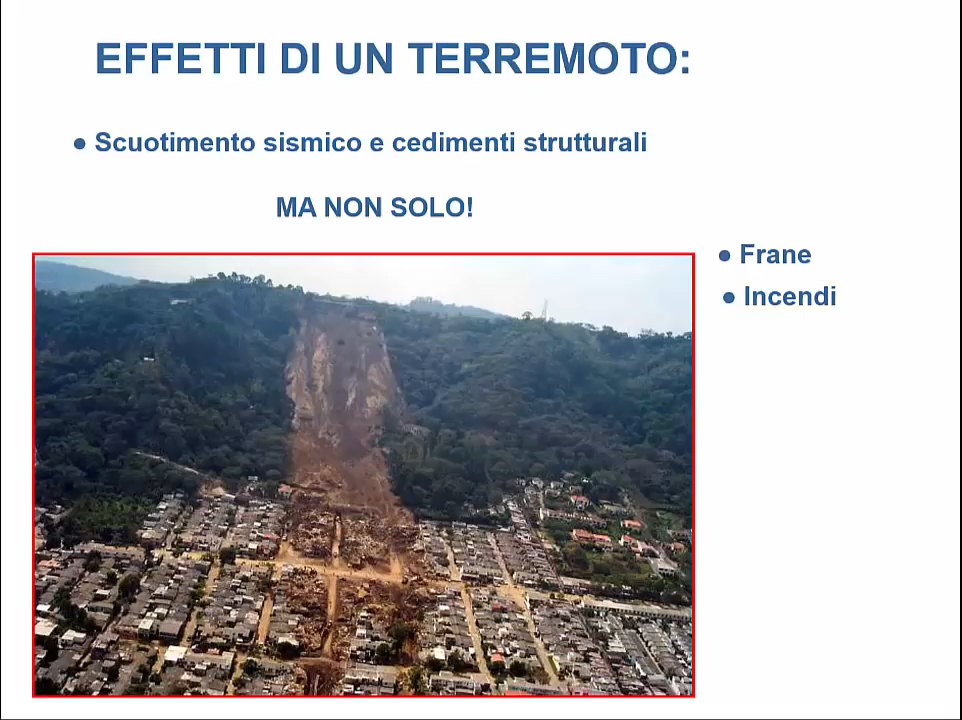 EFFETTI DI UN TERREMOTO:
● Scuotimento sismico e cedimenti strutturali
MA NON SOLO!
● Frane
● Incendi